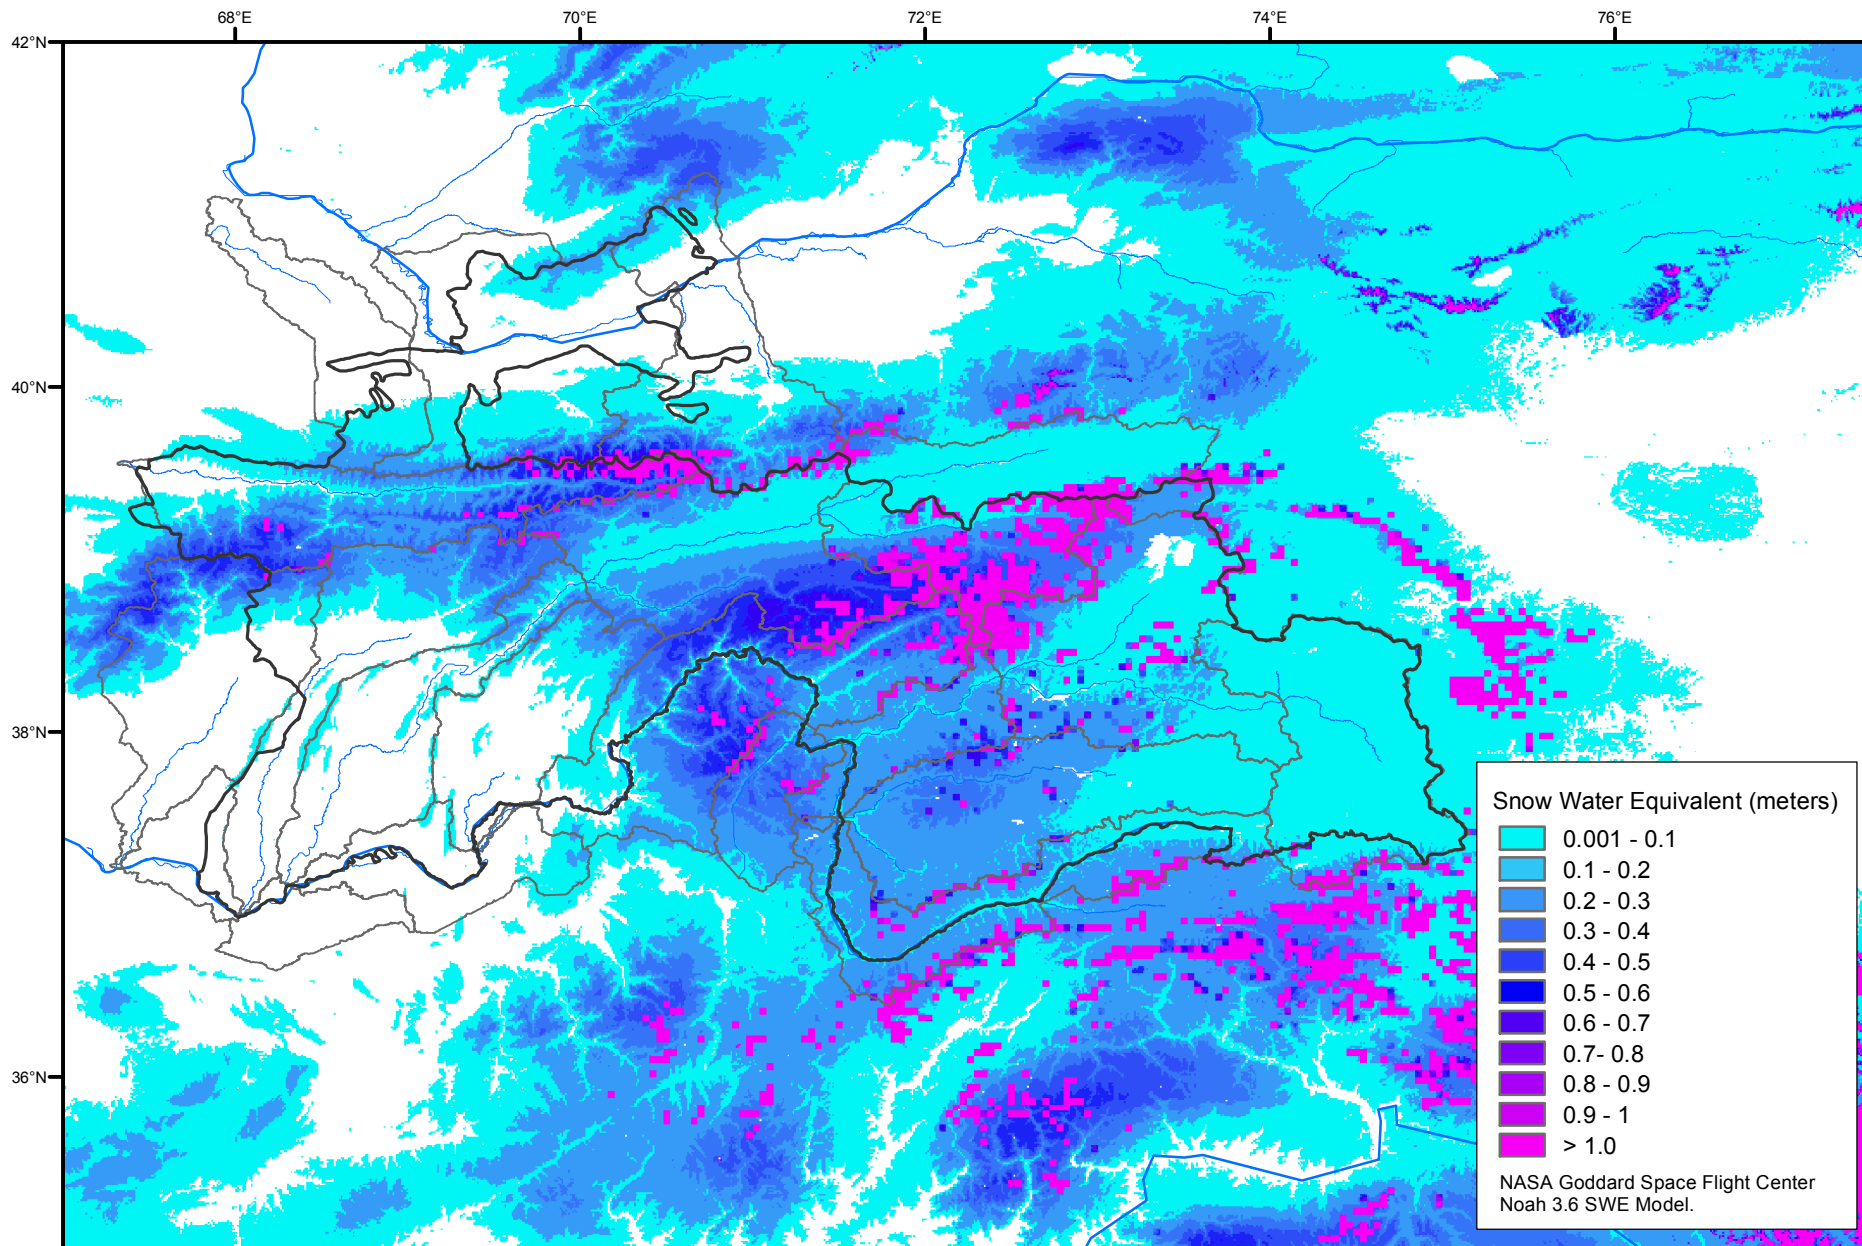 68°E
70°E
72°E
74°E
76°E
42°N
40°N
38°N
36°N
Snow Water Equivalent (meters)
0.001 - 0.1
0.1 - 0.2
0.2 - 0.3
0.3 - 0.4
0.4 - 0.5
0.5 - 0.6
0.6 - 0.7
0.7- 0.8
0.8 - 0.9
0.9 - 1
> 1.0
NASA Goddard Space Flight Center
Noah 3.6 SWE Model.